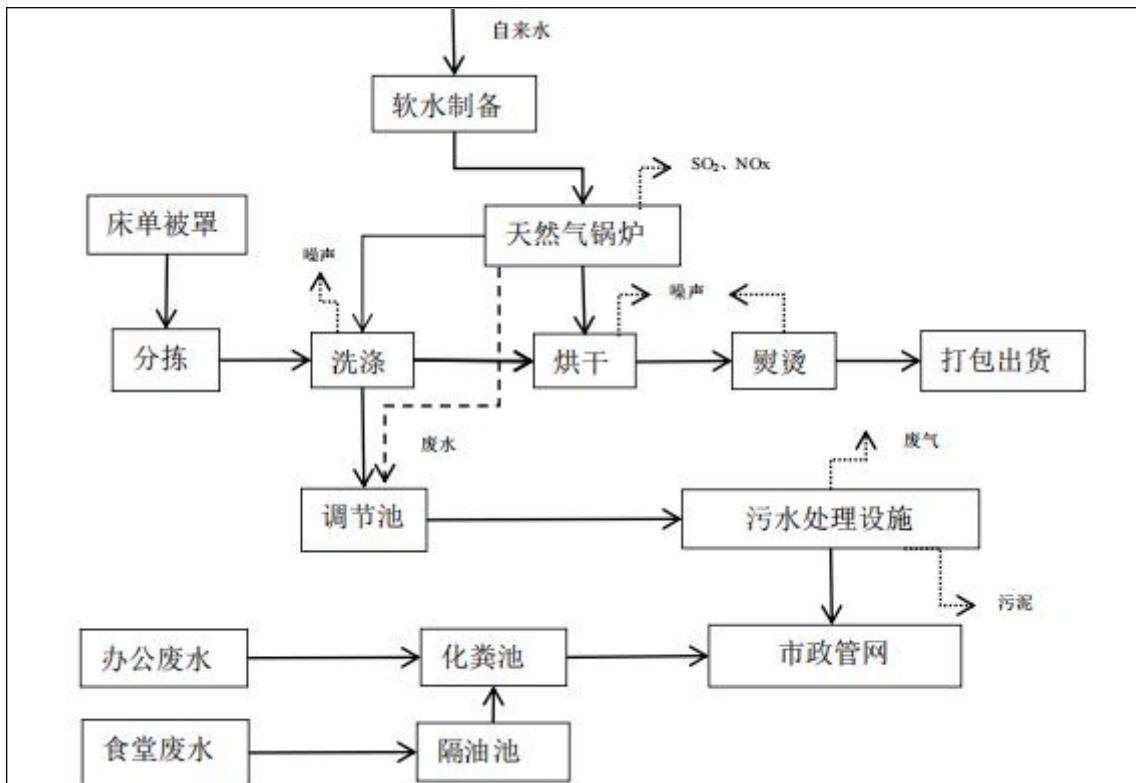 自来水
软水制备
SO₂、NOx
床单被罩
天然气锅炉
噪声
噪声
分拣
洗涤
烘干
熨烫
打包出货
废水
废气
调节池
污水处理设施
污泥
办公废水
化粪池
市政管网
食堂废水
隔油池